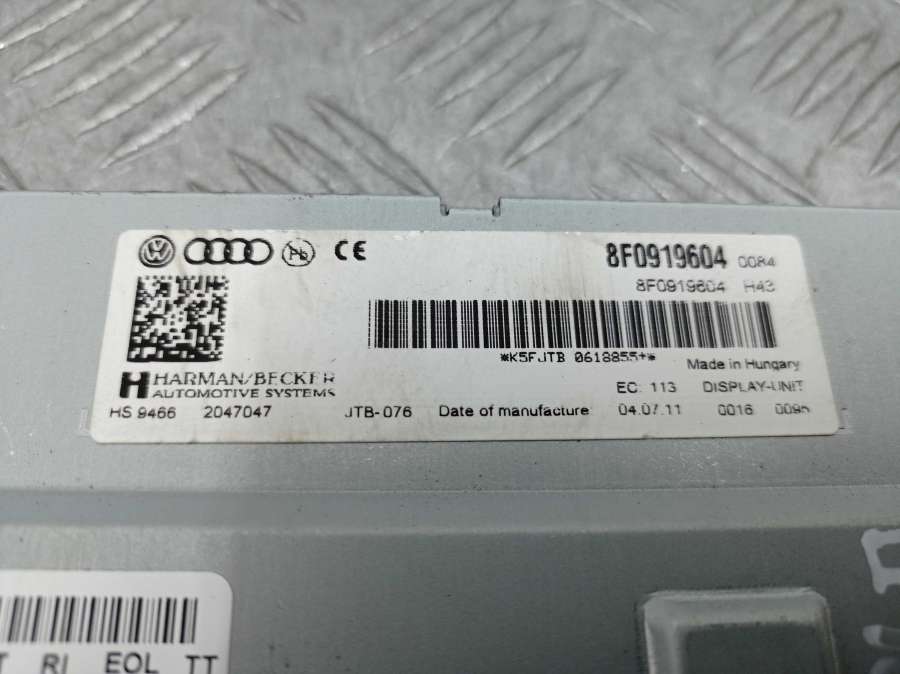 Pb CE
8F0919604 0084
8F0919604 H43
*K5FJTB 0618855+*
Made in Hungary
HARMAN/BECKER
AUTOMOTIVE SYSTEMS
EC: 113 DISPLAY-UNIT
HS 9466 2047047 JTB-076 Date of manufacture 04.07.11 0016
RI EOL TT